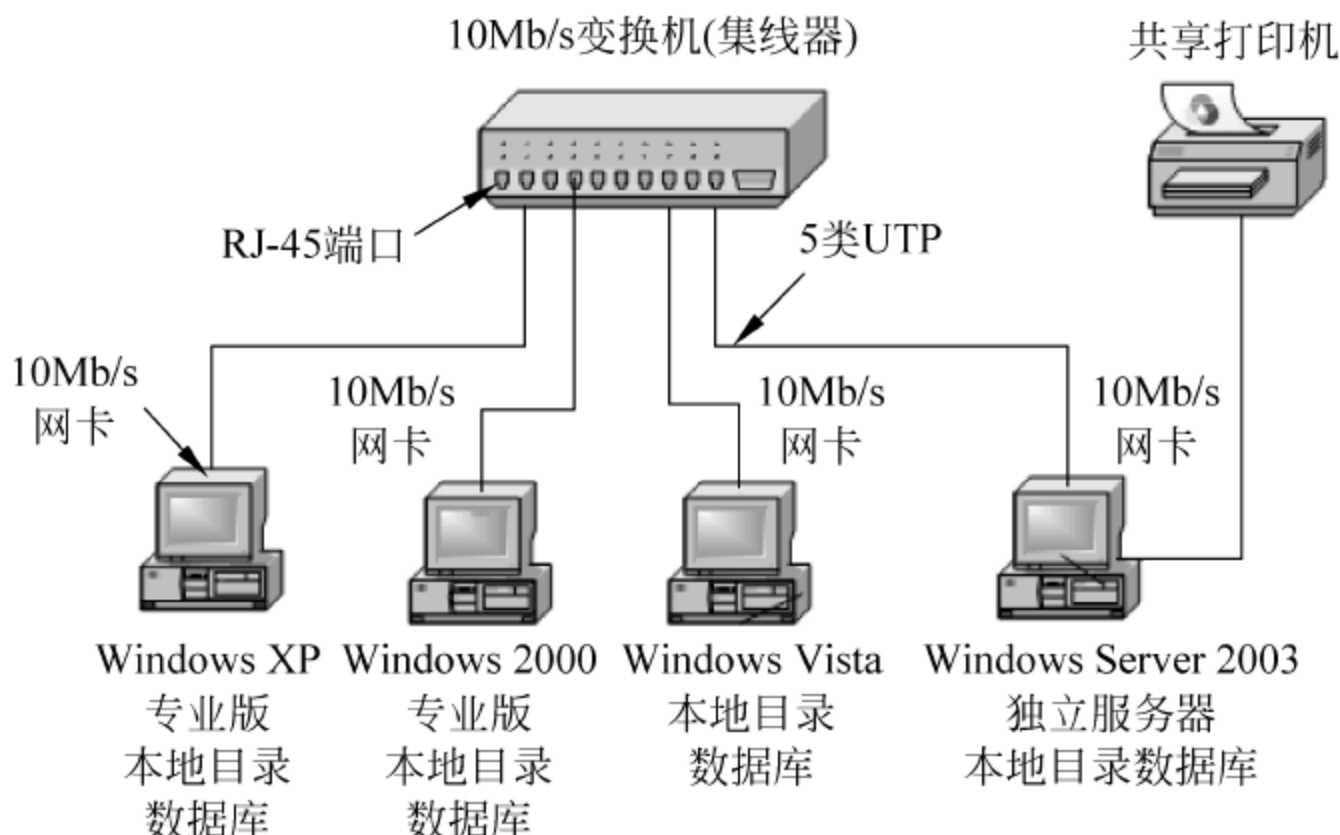 10Mb/s变换机(集线器)
共享打印机
RJ-45端口
5类UTP
10Mb/s
网卡
10Mb/s
网卡
10Mb/s
网卡
10Mb/s
网卡
Windows XP
专业版
本地目录
数据库
Windows 2000
专业版
本地目录
数据库
Windows Vista
本地目录
数据库
Windows Server 2003
独立服务器
本地目录数据库